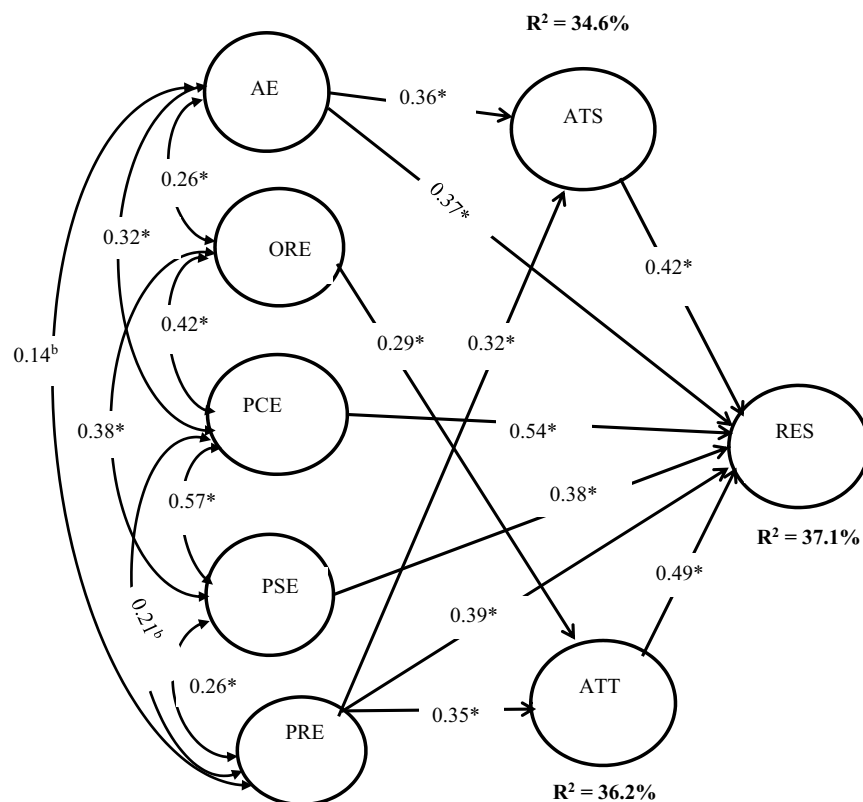 R² = 34.6%
AE
ATS
0.36*
0.26*
0.37*
0.32*
ORE
0.42*
0.42*
0.29*
0.32*
0.14ᵇ
PCE
0.38*
0.54*
RES
0.57*
0.38*
R² = 37.1%
PSE
0.49*
0.21ᵇ
0.39*
0.26*
ATT
0.35*
PRE
R² = 36.2%